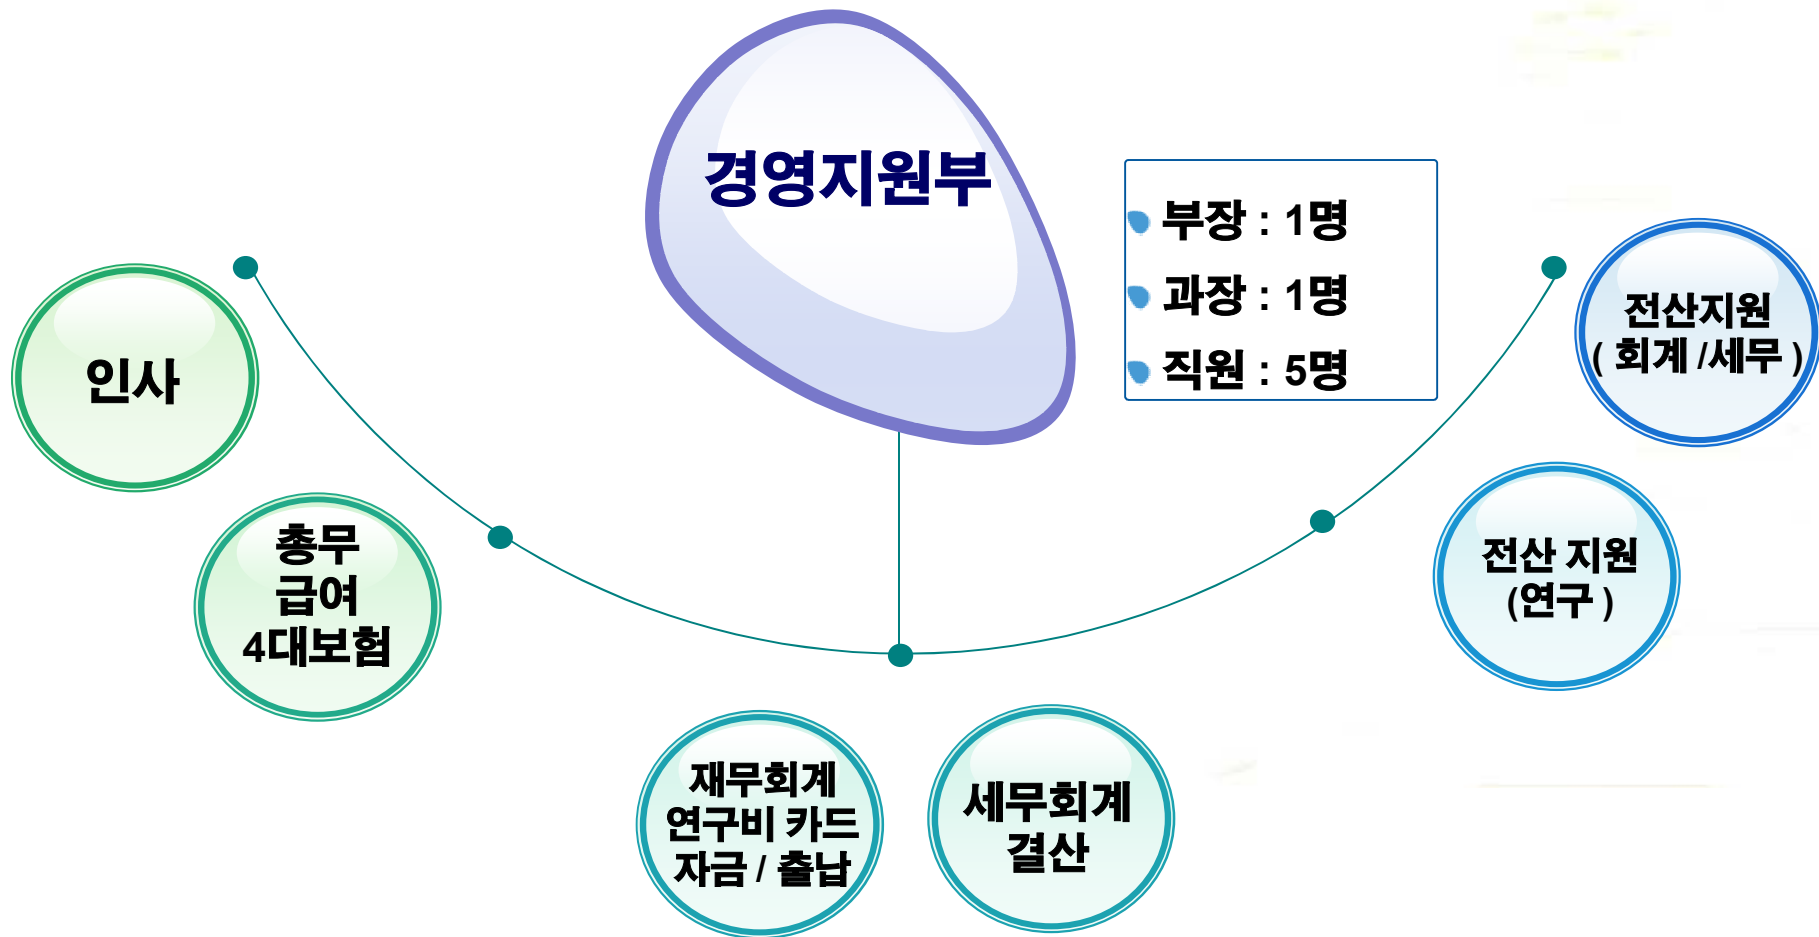 경영지원부
부장 : 1명
과장 : 1명
직원 : 5명
인사
총무
급여
4대보험
재무회계
연구비 카드
자금 / 출납
세무회계
결산
전산 지원
(연구 )
전산지원
( 회계 /세무 )